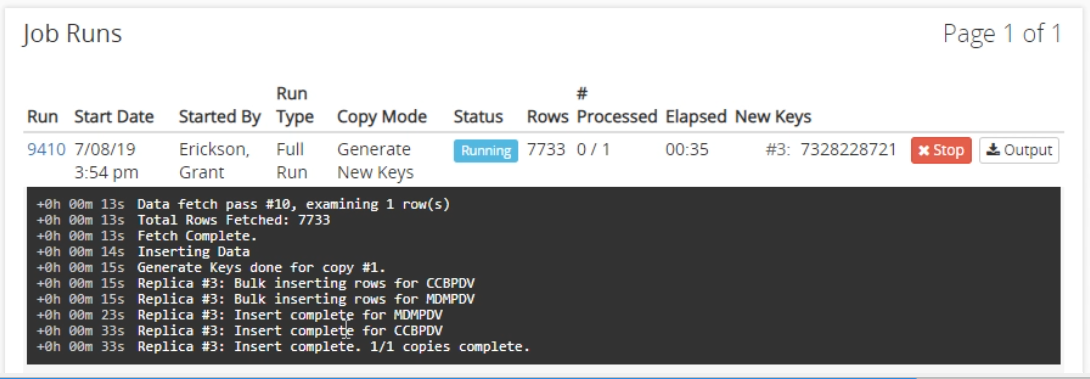 Job Runs
Page 1 of 1
Run Start Date Started By Run Type Copy Mode Status Rows # Processed Elapsed New Keys
9410 7/08/19 3:54 pm Erickson, Grant Full Run Generate New Keys Running 7733 0 / 1 00:35 #3: 7328228721 Stop Output
+0h 00m 13s Data fetch pass #10, examining 1 row(s)
+0h 00m 13s Total Rows Fetched: 7733
+0h 00m 13s Fetch Complete.
+0h 00m 14s Inserting Data
+0h 00m 15s Generate Keys done for copy #1.
+0h 00m 15s Replica #3: Bulk inserting rows for CCBPDV
+0h 00m 15s Replica #3: Bulk inserting rows for MDMPDV
+0h 00m 23s Replica #3: Insert complete for MDMPDV
+0h 00m 33s Replica #3: Insert complete for CCBPDV
+0h 00m 33s Replica #3: Insert complete. 1/1 copies complete.